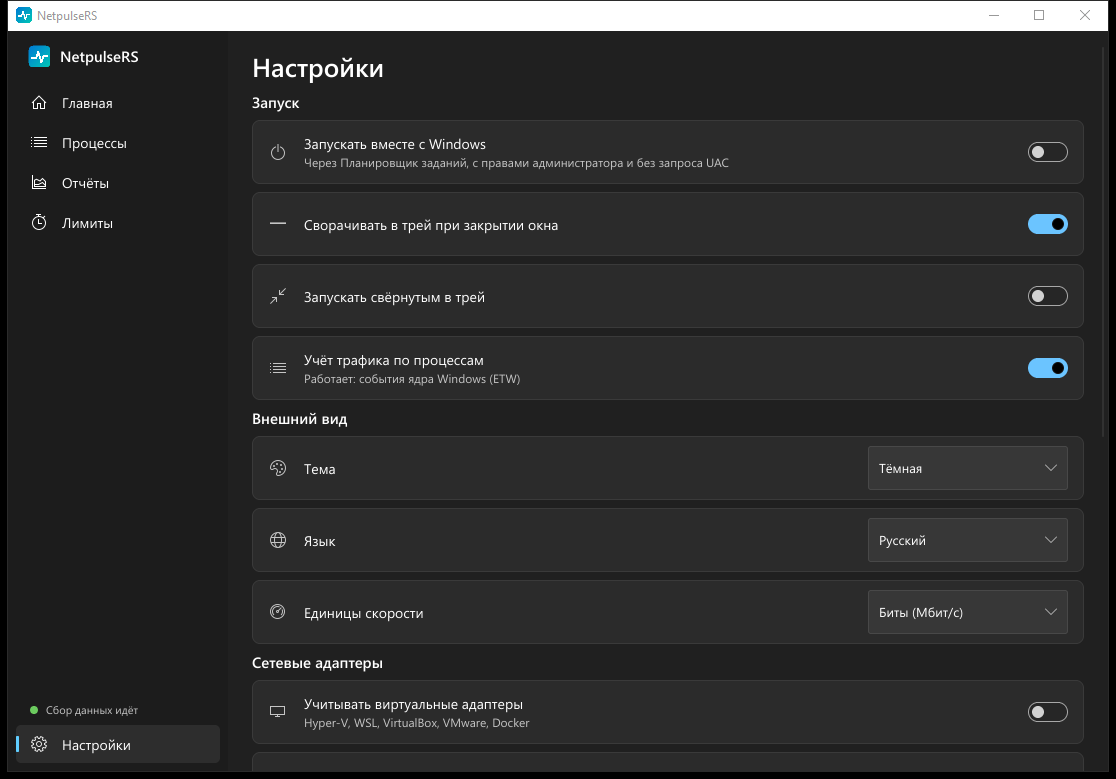 NetpulseRS
NetpulseRS
Главная
Процессы
Отчёты
Лимиты
Сбор данных идёт
Настройки
Настройки
Запуск
Запускать вместе с Windows
Через Планировщик заданий, с правами администратора и без запроса UAC
Сворачивать в трей при закрытии окна
Запускать свёрнутым в трей
Учёт трафика по процессам
Работает: события ядра Windows (ETW)
Внешний вид
Тема
Тёмная
Язык
Русский
Единицы скорости
Биты (Мбит/с)
Сетевые адаптеры
Учитывать виртуальные адаптеры
Hyper-V, WSL, VirtualBox, VMware, Docker